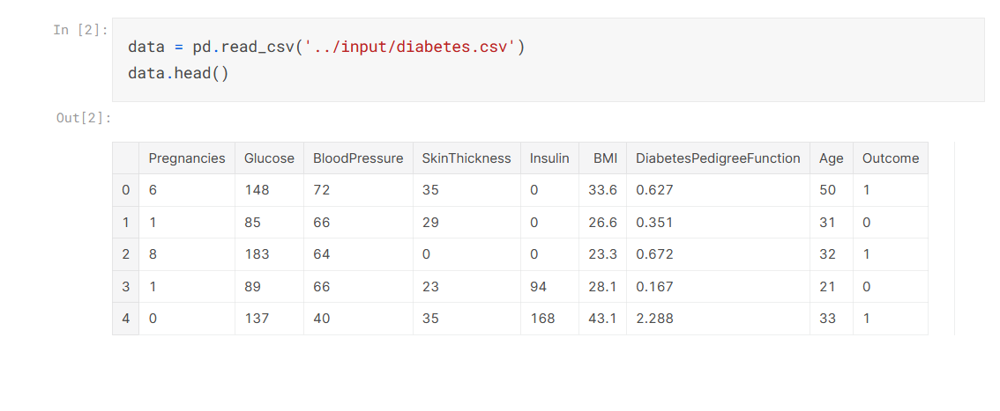 In [2]:
data = pd.read_csv('../input/diabetes.csv')
data.head()
Out[2]:
Pregnancies Glucose BloodPressure SkinThickness Insulin BMI DiabetesPedigreeFunction Age Outcome
0 6 148 72 35 0 33.6 0.627 50 1
1 1 85 66 29 0 26.6 0.351 31 0
2 8 183 64 0 0 23.3 0.672 32 1
3 1 89 66 23 94 28.1 0.167 21 0
4 0 137 40 35 168 43.1 2.288 33 1